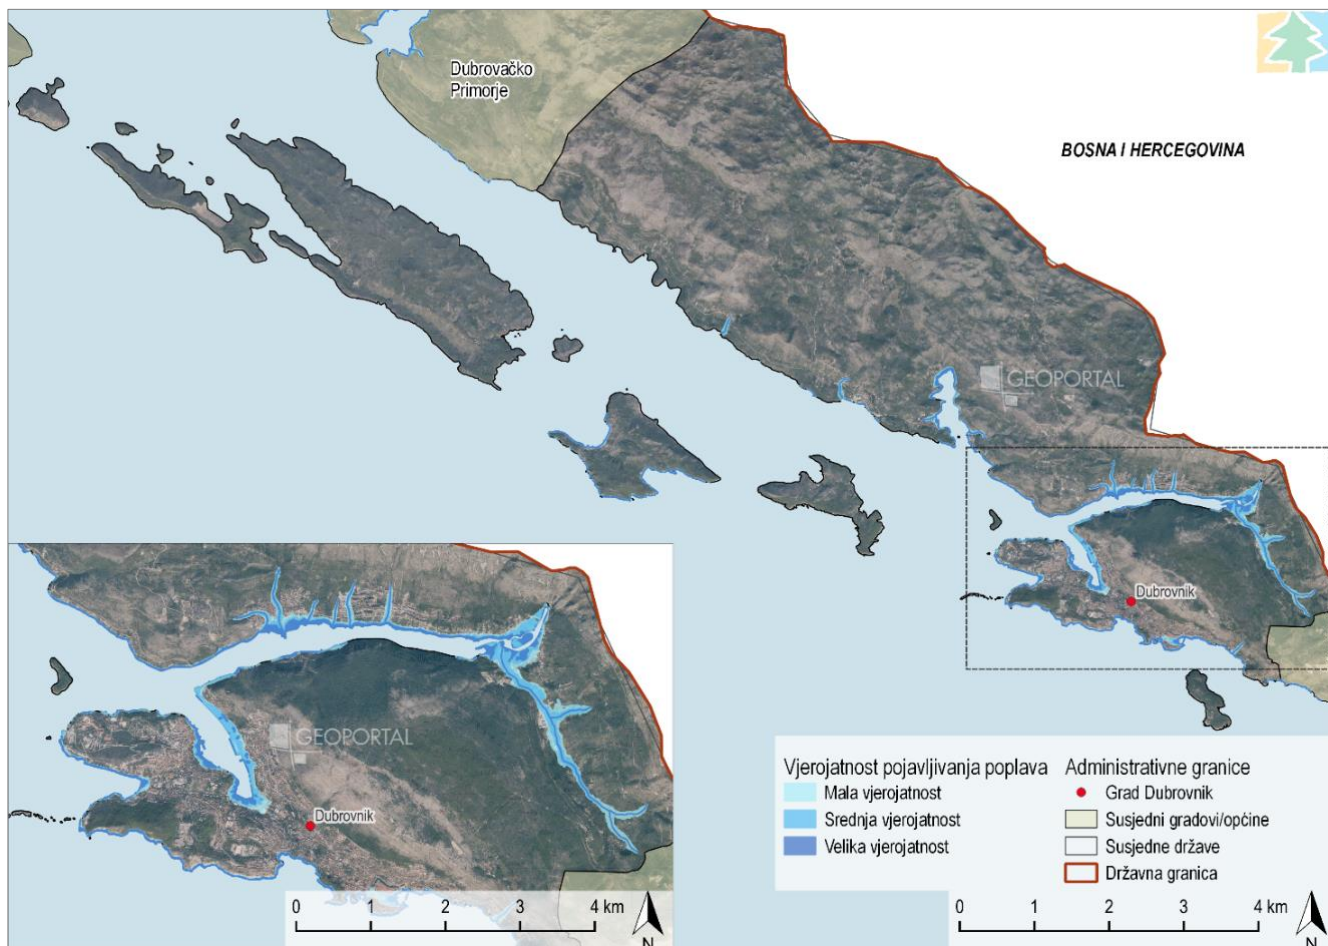 Dubrovačko
Primorje
BOSNA I HERCEGOVINA
GEOPORTAL
Dubrovnik
GEOPORTAL
Dubrovnik
0 1 2 3 4 km
N
Vjerojatnost pojavljivanja poplava
Mala vjerojatnost
Srednja vjerojatnost
Velika vjerojatnost
Administrativne granice
Grad Dubrovnik
Susjedni gradovi/općine
Susjedne države
Državna granica
0 1 2 3 4 km
N